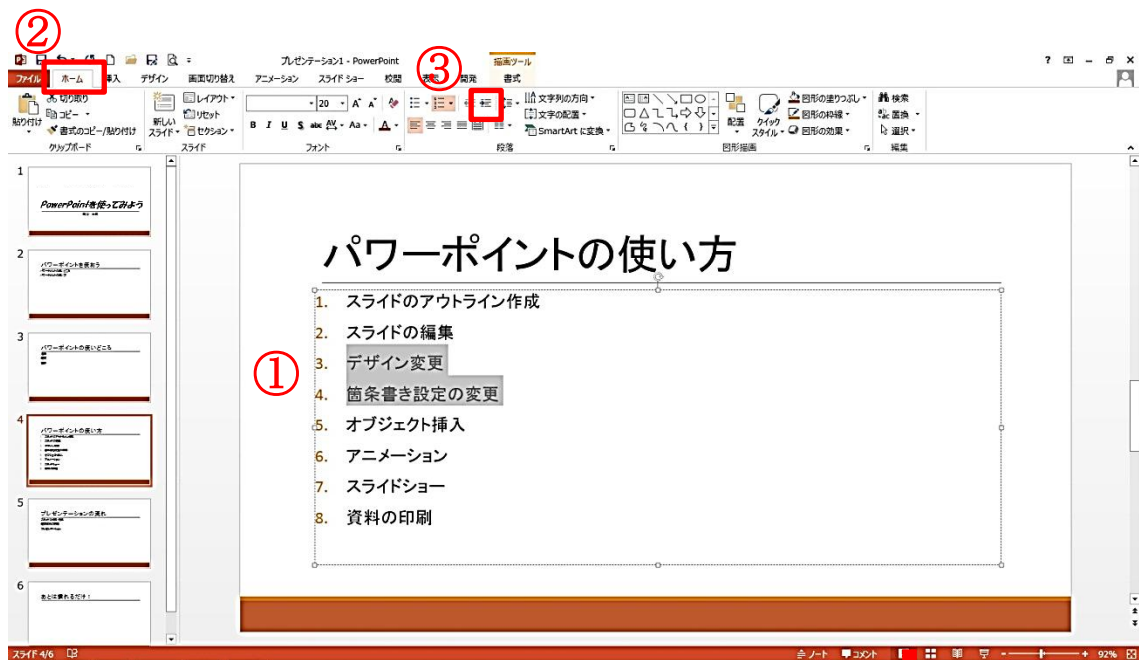 ②
③
プレゼンテーション1 - PowerPoint
描画ツール
ファイル
ホーム
挿入
デザイン
画面切り替え
アニメーション
スライド ショー
校閲
表示
開発
書式
切り取り
コピー
書式のコピー/貼り付け
貼り付け
クリップボード
新しい
スライド
レイアウト
リセット
セクション
スライド
20
B I U S abc AV Aa A
フォント
文字列の方向
文字の配置
SmartArt に変換
段落
配置
クイック
スタイル
図形の塗りつぶし
図形の枠線
図形の効果
図形描画
検索
置換
選択
編集
1
PowerPointを使ってみよう
2
パワーポイントを使おう
3
パワーポイントの使いどころ
4
パワーポイントの使い方
5
プレゼンテーションの流れ
6
あとは慣れるだけ!
パワーポイントの使い方
①
1. スライドのアウトライン作成
2. スライドの編集
3. デザイン変更
4. 箇条書き設定の変更
5. オブジェクト挿入
6. アニメーション
7. スライドショー
8. 資料の印刷
スライド 4/6
ノート
コメント
92%